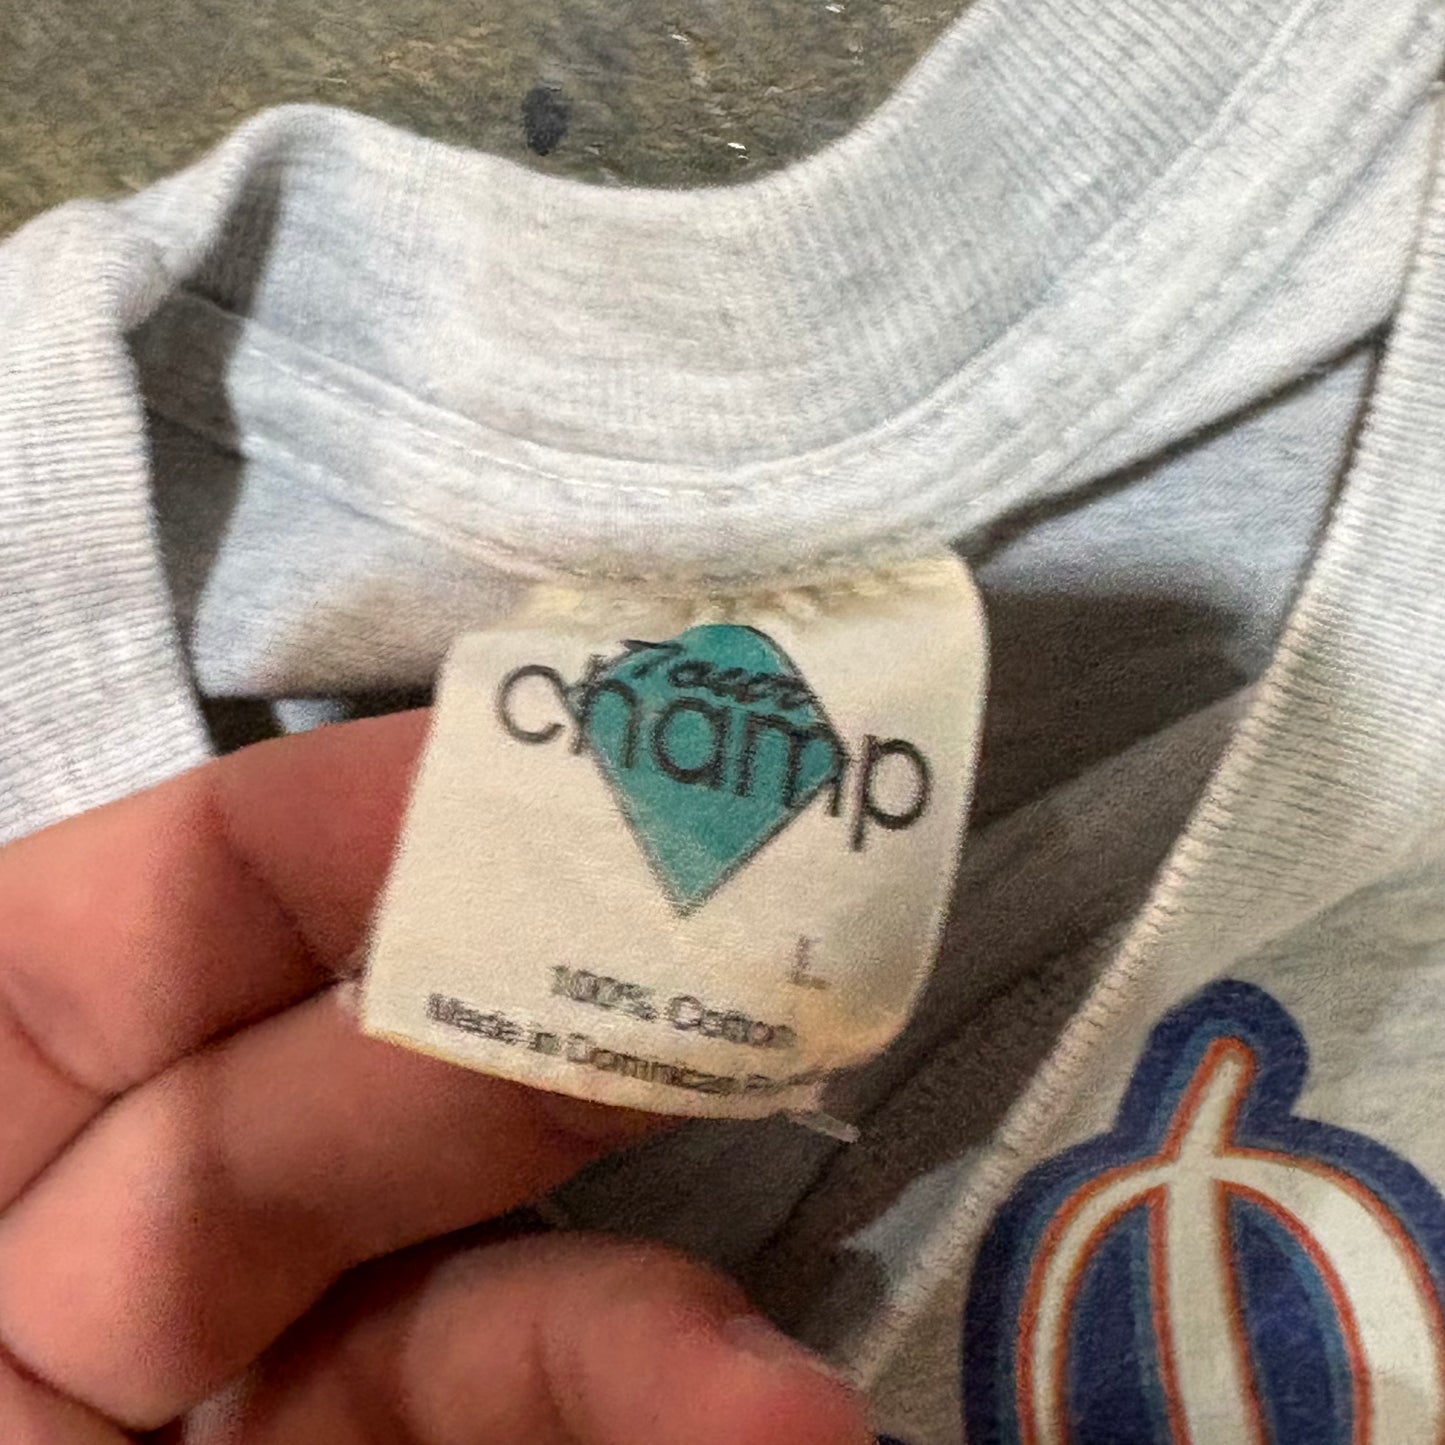 Tour
champ
L
100% Cotton
Made in Dominican